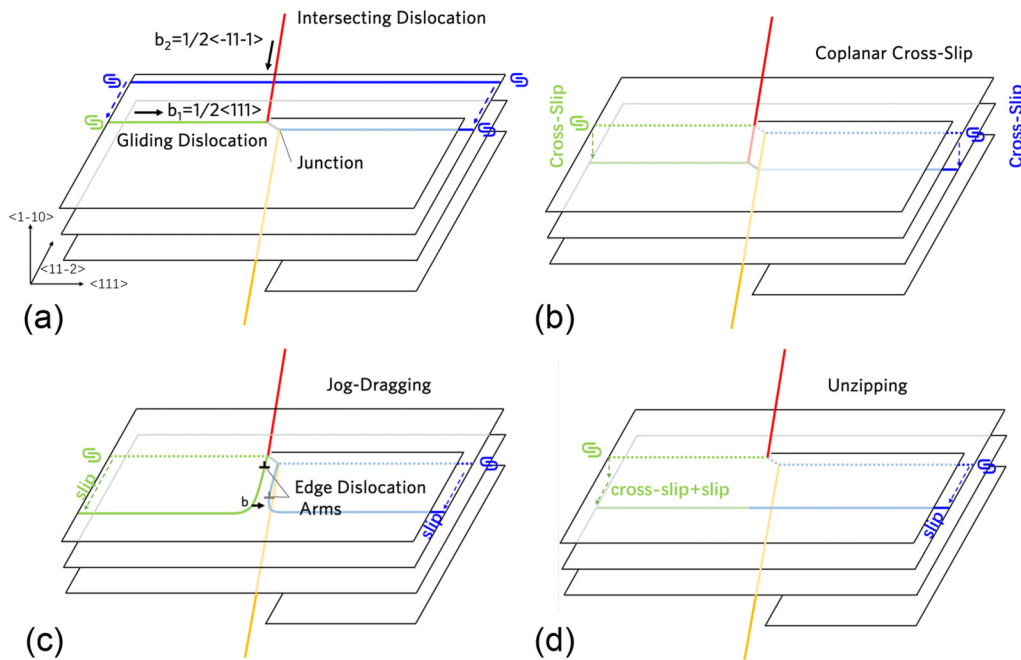 Intersecting Dislocation
b₂=1/2<-11-1>
b₁=1/2<111>
Gliding Dislocation
Junction
<1-10>
<11-2>
<111>
(a)
Coplanar Cross-Slip
Cross-Slip
Cross-Slip
(b)
Jog-Dragging
slip
b
Edge Dislocation
Arms
slip
(c)
Unzipping
cross-slip+slip
slip
(d)